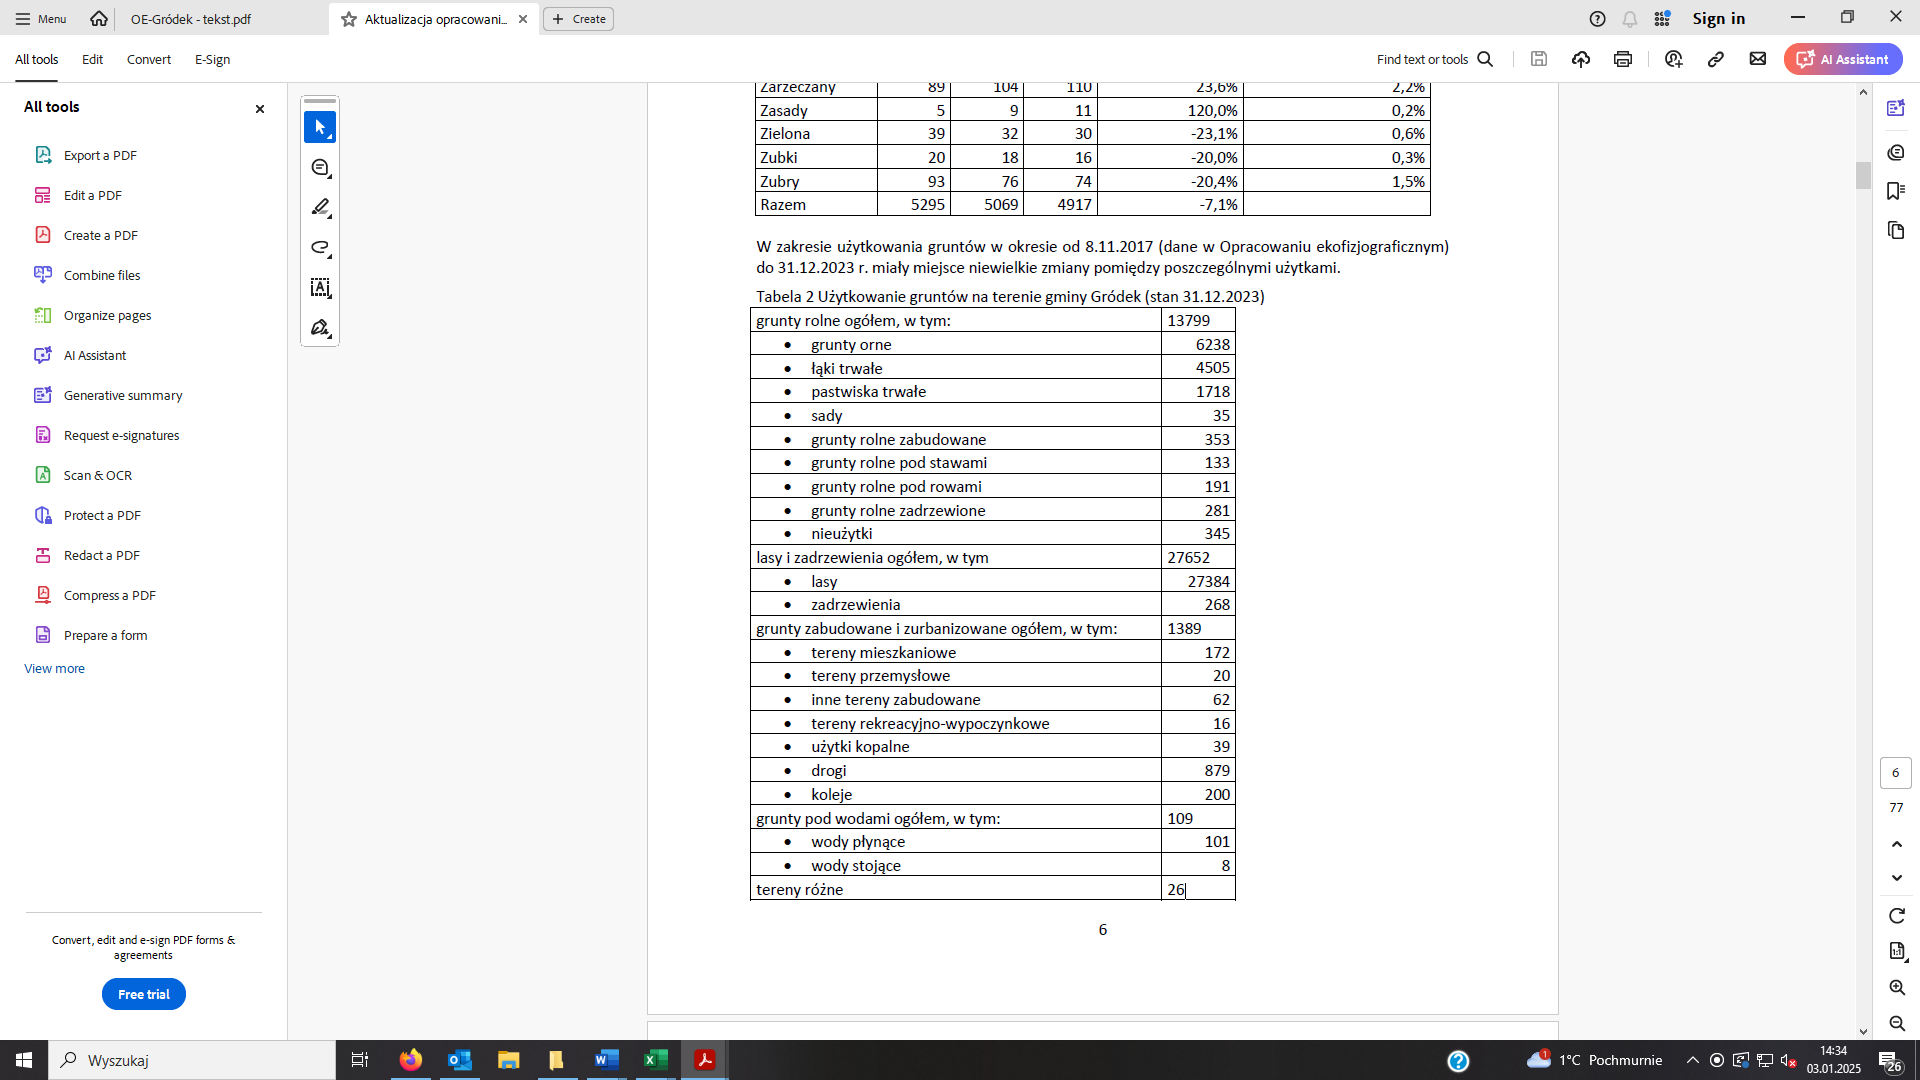 Menu
OE-Gródek - tekst.pdf
Aktualizacja opracowani...
Create
Sign in
All tools
Edit
Convert
E-Sign
Find text or tools
AI Assistant
All tools
Export a PDF
Edit a PDF
Create a PDF
Combine files
Organize pages
AI Assistant
Generative summary
Request e-signatures
Scan & OCR
Protect a PDF
Redact a PDF
Compress a PDF
Prepare a form
View more
Convert, edit and e-sign PDF forms &
agreements
Free trial
Zarzeczany 89 104 110 23,6% 2,2%
Zasady 5 9 11 120,0% 0,2%
Zielona 39 32 30 -23,1% 0,6%
Zubki 20 18 16 -20,0% 0,3%
Zubry 93 76 74 -20,4% 1,5%
Razem 5295 5069 4917 -7,1%
W zakresie użytkowania gruntów w okresie od 8.11.2017 (dane w Opracowaniu ekofizjograficznym)
do 31.12.2023 r. miały miejsce niewielkie zmiany pomiędzy poszczególnymi użytkami.
Tabela 2 Użytkowanie gruntów na terenie gminy Gródek (stan 31.12.2023)
grunty rolne ogółem, w tym: 13799
• grunty orne 6238
• łąki trwałe 4505
• pastwiska trwałe 1718
• sady 35
• grunty rolne zabudowane 353
• grunty rolne pod stawami 133
• grunty rolne pod rowami 191
• grunty rolne zadrzewione 281
• nieużytki 345
lasy i zadrzewienia ogółem, w tym 27652
• lasy 27384
• zadrzewienia 268
grunty zabudowane i zurbanizowane ogółem, w tym: 1389
• tereny mieszkaniowe 172
• tereny przemysłowe 20
• inne tereny zabudowane 62
• tereny rekreacyjno-wypoczynkowe 16
• użytki kopalne 39
• drogi 879
• koleje 200
grunty pod wodami ogółem, w tym: 109
• wody płynące 101
• wody stojące 8
tereny różne 26
6
6
77
Wyszukaj
1
1°C Pochmurnie
14:34
03.01.2025
26